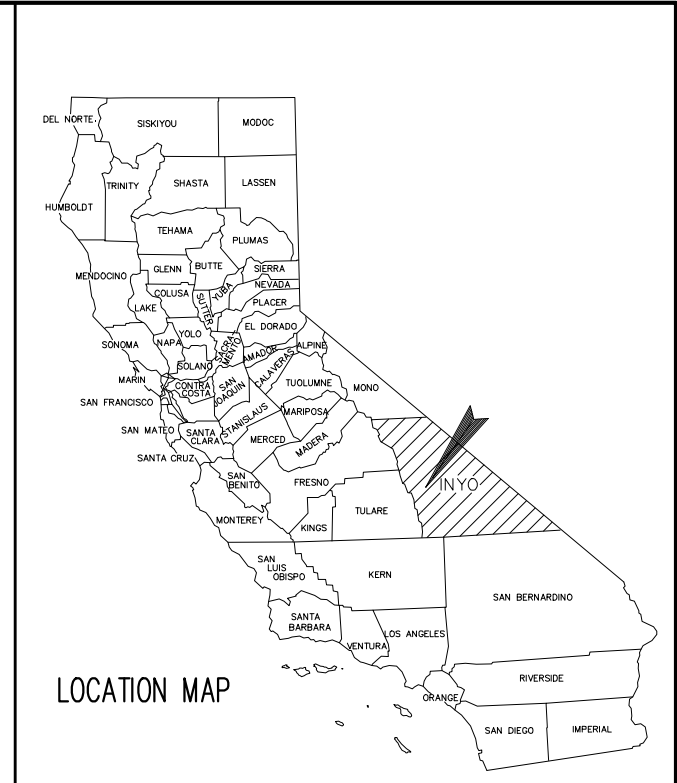 DEL NORTE
SISKIYOU
MODOC
HUMBOLDT
TRINITY
SHASTA
LASSEN
TEHAMA
PLUMAS
MENDOCINO
GLENN
BUTTE
SIERRA
NEVADA
COLUSA
SUTTER
YUBA
PLACER
LAKE
EL DORADO
YOLO
SONOMA
NAPA
SACRA-
MENTO
AMADOR
ALPINE
SOLANO
CALAVERAS
MARIN
TUOLUMNE
MONO
CONTRA
COSTA
SAN
JOAQUIN
SAN FRANCISCO
STANISLAUS
MARIPOSA
SAN MATEO
SANTA
CLARA
MERCED
MADERA
SANTA CRUZ
INYO
SAN
BENITO
FRESNO
MONTEREY
KINGS
TULARE
SAN
LUIS
OBISPO
KERN
SAN BERNARDINO
SANTA
BARBARA
VENTURA
LOS ANGELES
LOCATION MAP
RIVERSIDE
ORANGE
SAN DIEGO
IMPERIAL